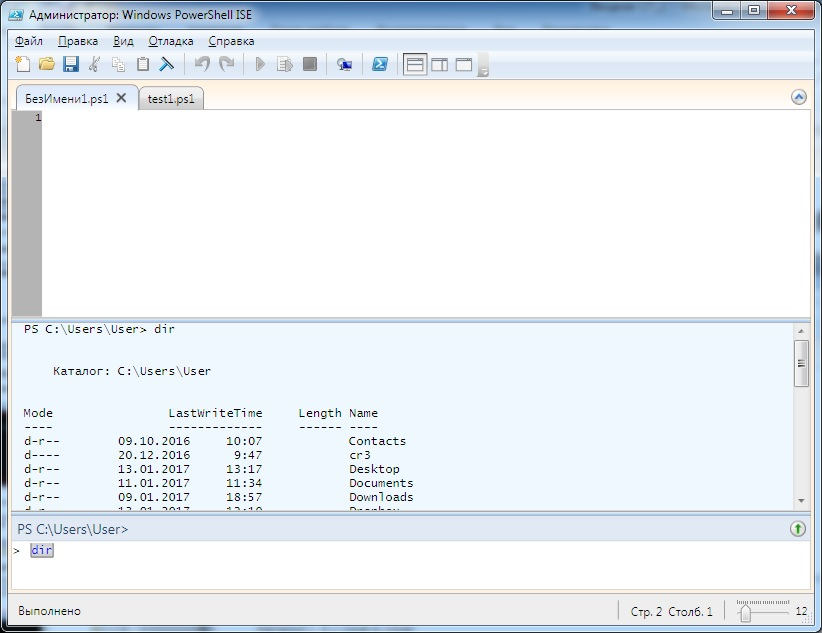 Администратор: Windows PowerShell ISE
Файл Правка Вид Отладка Справка
БезИмени1.ps1 test1.ps1
1
PS C:\Users\User> dir
Каталог: C:\Users\User
Mode LastWriteTime Length Name
---- ------------- ------ ----
d-r-- 09.10.2016 10:07 Contacts
d---- 20.12.2016 9:47 cr3
d-r-- 13.01.2017 13:17 Desktop
d-r-- 11.01.2017 11:34 Documents
d-r-- 09.01.2017 18:57 Downloads
PS C:\Users\User>
> dir
Выполнено Стр. 2 Столб. 1 12